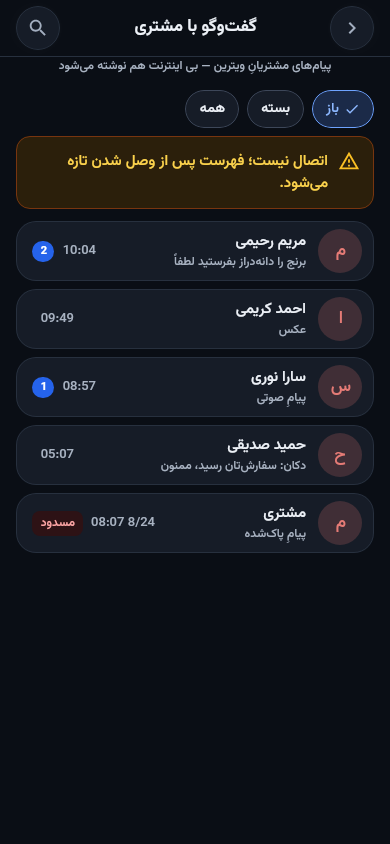 گفت‌وگو با مشتری
پیام‌های مشتریانِ ویترین — بی اینترنت هم نوشته می‌شود
باز
بسته
همه
اتصال نیست؛ فهرست پس از وصل شدن تازه
می‌شود.
مریم رحیمی
برنج را دانه‌دراز بفرستید لطفاً
10:04
2
احمد کریمی
عکس
09:49
سارا نوری
پیام صوتی
08:57
1
حمید صدیقی
دکان: سفارش‌تان رسید، ممنون
05:07
مشتری
پیامِ پاک‌شده
8/24 08:07
مسدود
م
ا
س
ح
م